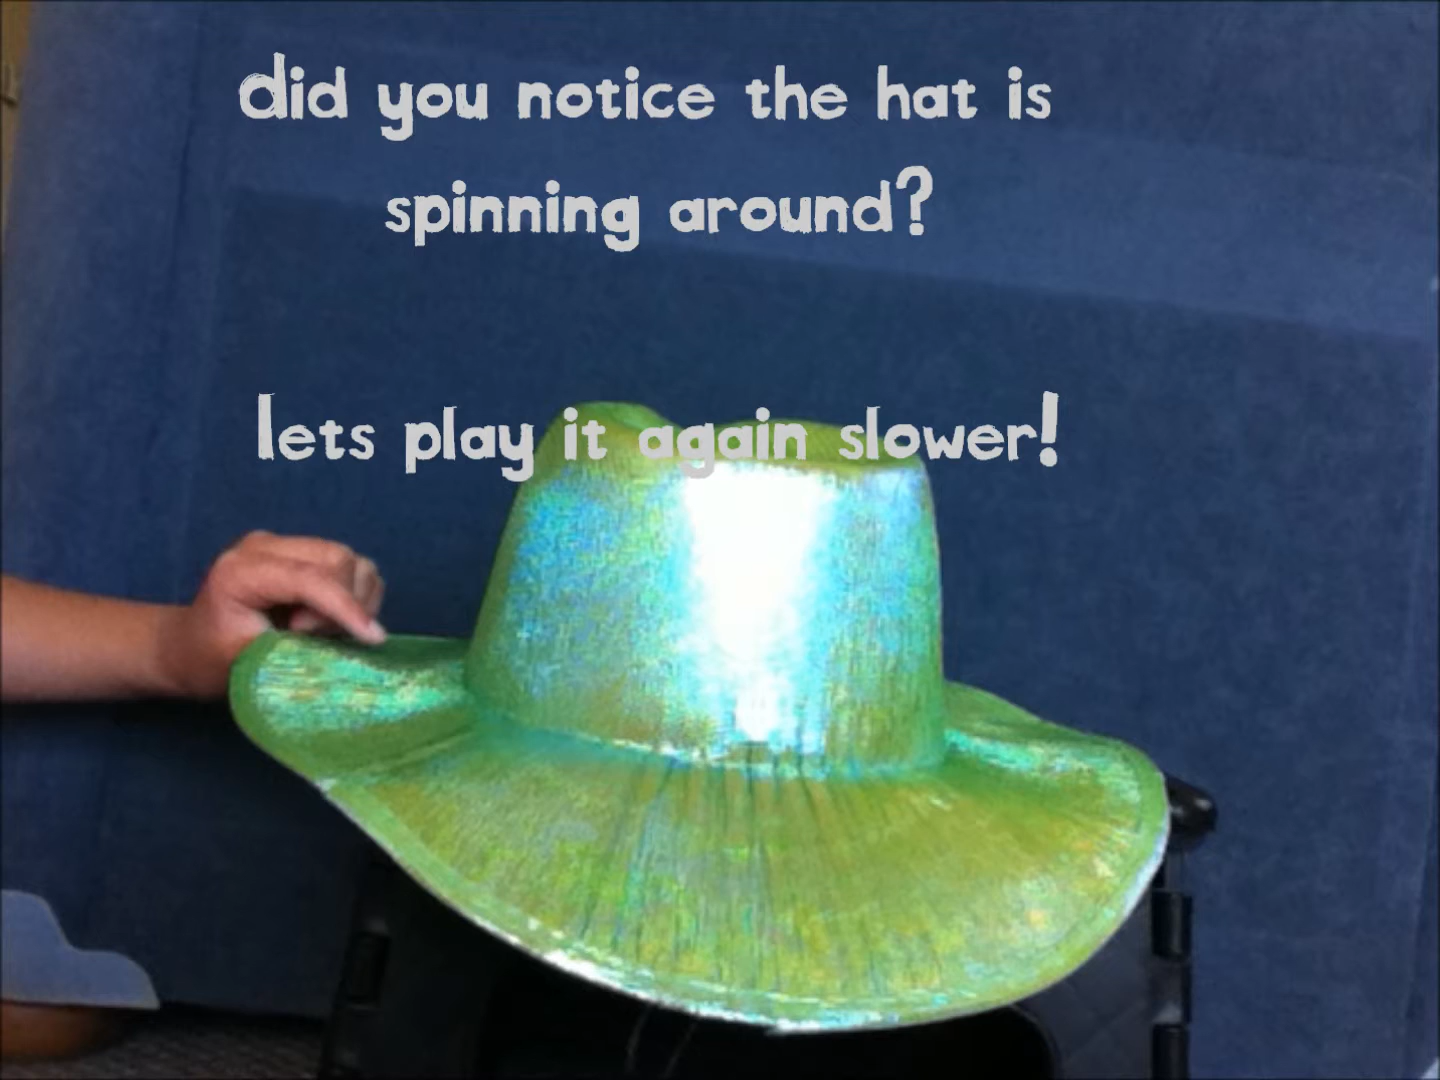 did you notice the hat is
spinning around?
lets play it again slower!